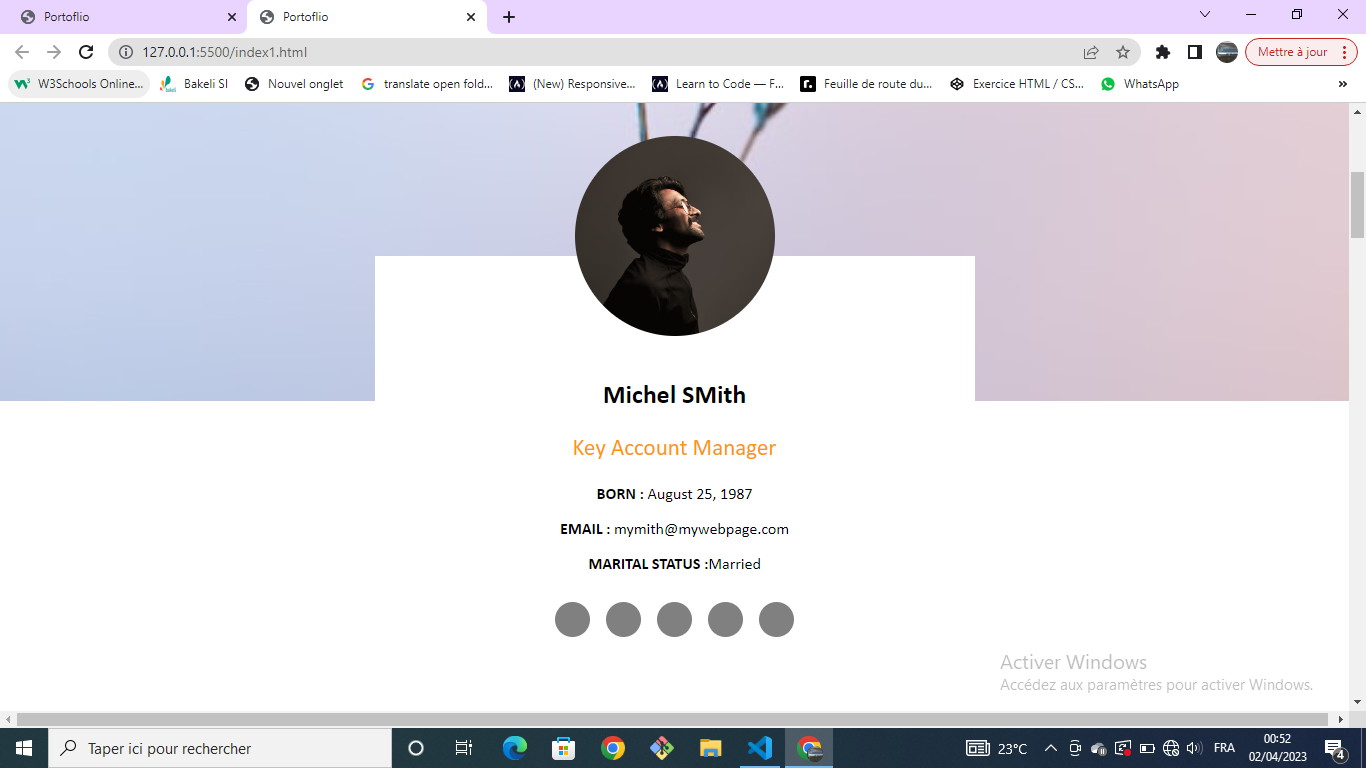 Portoflio
Portoflio
127.0.0.1:5500/index1.html
Mettre à jour
W3Schools Online...
Bakeli SI
Nouvel onglet
translate open fold...
(New) Responsive...
Learn to Code — F...
Feuille de route du...
Exercice HTML / CS...
WhatsApp
»
Michel SMith
Key Account Manager
BORN : August 25, 1987
EMAIL : mymith@mywebpage.com
MARITAL STATUS :Married
Activer Windows
Accédez aux paramètres pour activer Windows.
Taper ici pour rechercher
23°C
FRA
00:52
02/04/2023
4